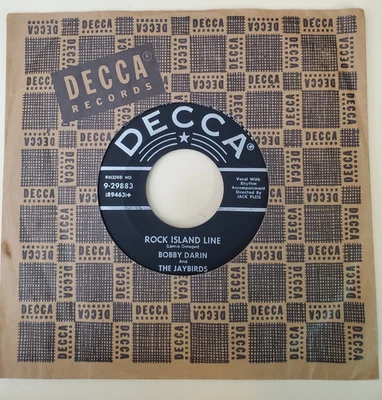 DECCA
RECORDS
DECCA
RECORD NO.
9-29883
(89463)+
Vocal With
Rhythm
Accompaniment
Directed By
JACK PLEIS
ROCK ISLAND LINE
(Lonnie Donegan)
BOBBY DARIN
And
THE JAYBIRDS